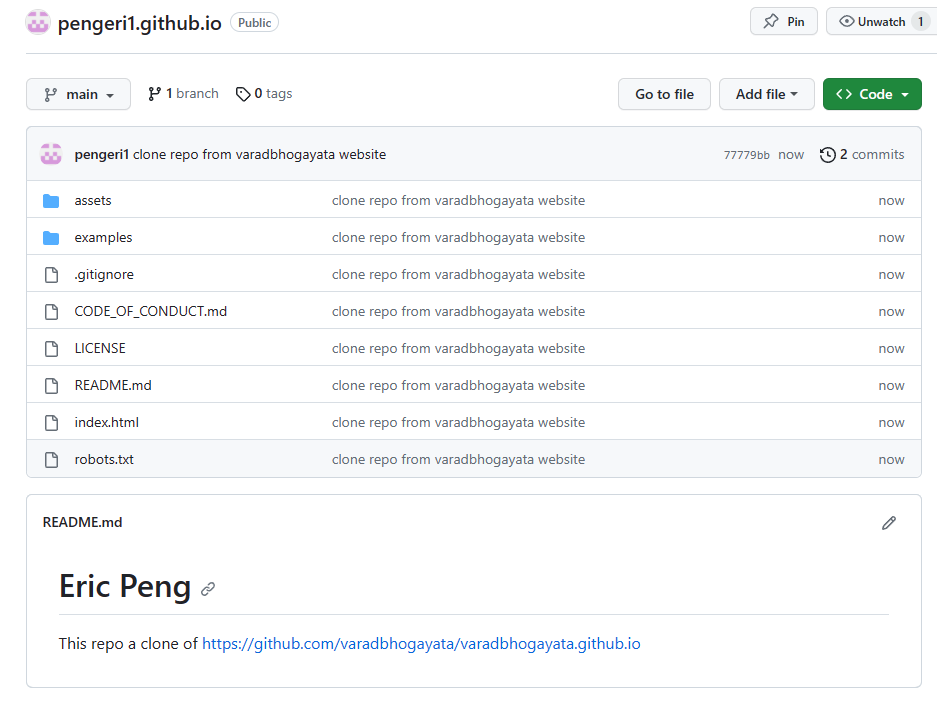 pengeri1.github.io Public Pin Unwatch 1
main 1 branch 0 tags Go to file Add file Code
pengeri1 clone repo from varadbhogayata website 77779bb now 2 commits
assets clone repo from varadbhogayata website now
examples clone repo from varadbhogayata website now
.gitignore clone repo from varadbhogayata website now
CODE_OF_CONDUCT.md clone repo from varadbhogayata website now
LICENSE clone repo from varadbhogayata website now
README.md clone repo from varadbhogayata website now
index.html clone repo from varadbhogayata website now
robots.txt clone repo from varadbhogayata website now
README.md
Eric Peng
This repo a clone of https://github.com/varadbhogayata/varadbhogayata.github.io